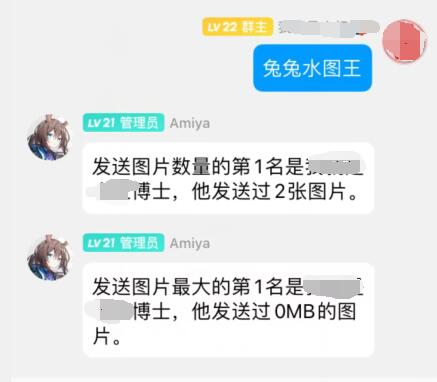 LV22 群主
兔兔水图王
LV21 管理员 Amiya
发送图片数量的第1名是
博士，他发送过2张图片。
LV21 管理员 Amiya
发送图片最大的第1名是
博士，他发送过0MB的图
片。